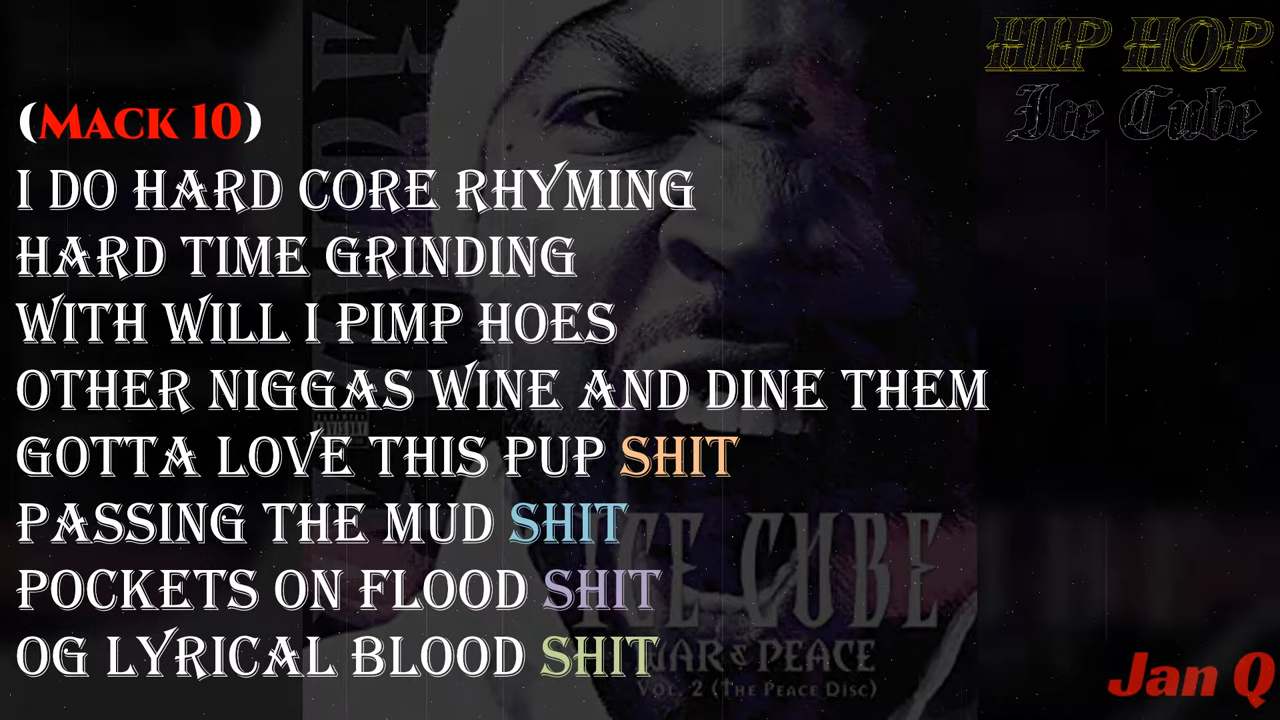 HIP HOP
Ice Cube
(MACK 10)
I DO HARD CORE RHYMING
HARD TIME GRINDING
WITH WILL I PIMP HOES
OTHER NIGGAS WINE AND DINE THEM
GOTTA LOVE THIS PUP SHIT
PASSING THE MUD SHIT
POCKETS ON FLOOD SHIT
OG LYRICAL BLOOD SHIT
ICE CUBE
WAR & PEACE
VOL. 2 (THE PEACE DISC)
Jan Q